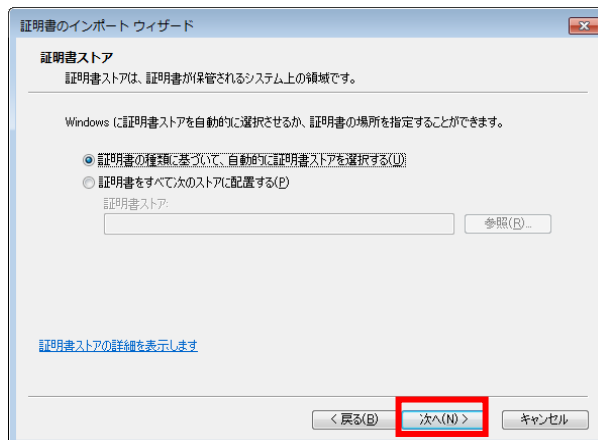 証明書のインポート ウィザード
証明書ストア
証明書ストアは、証明書が保管されるシステム上の領域です。
Windows に証明書ストアを自動的に選択させるか、証明書の場所を指定することができます。
証明書の種類に基づいて、自動的に証明書ストアを選択する(U)
証明書をすべて次のストアに配置する(P)
証明書ストア:
参照(R)...
証明書ストアの詳細を表示します
< 戻る(B)
次へ(N) >
キャンセル